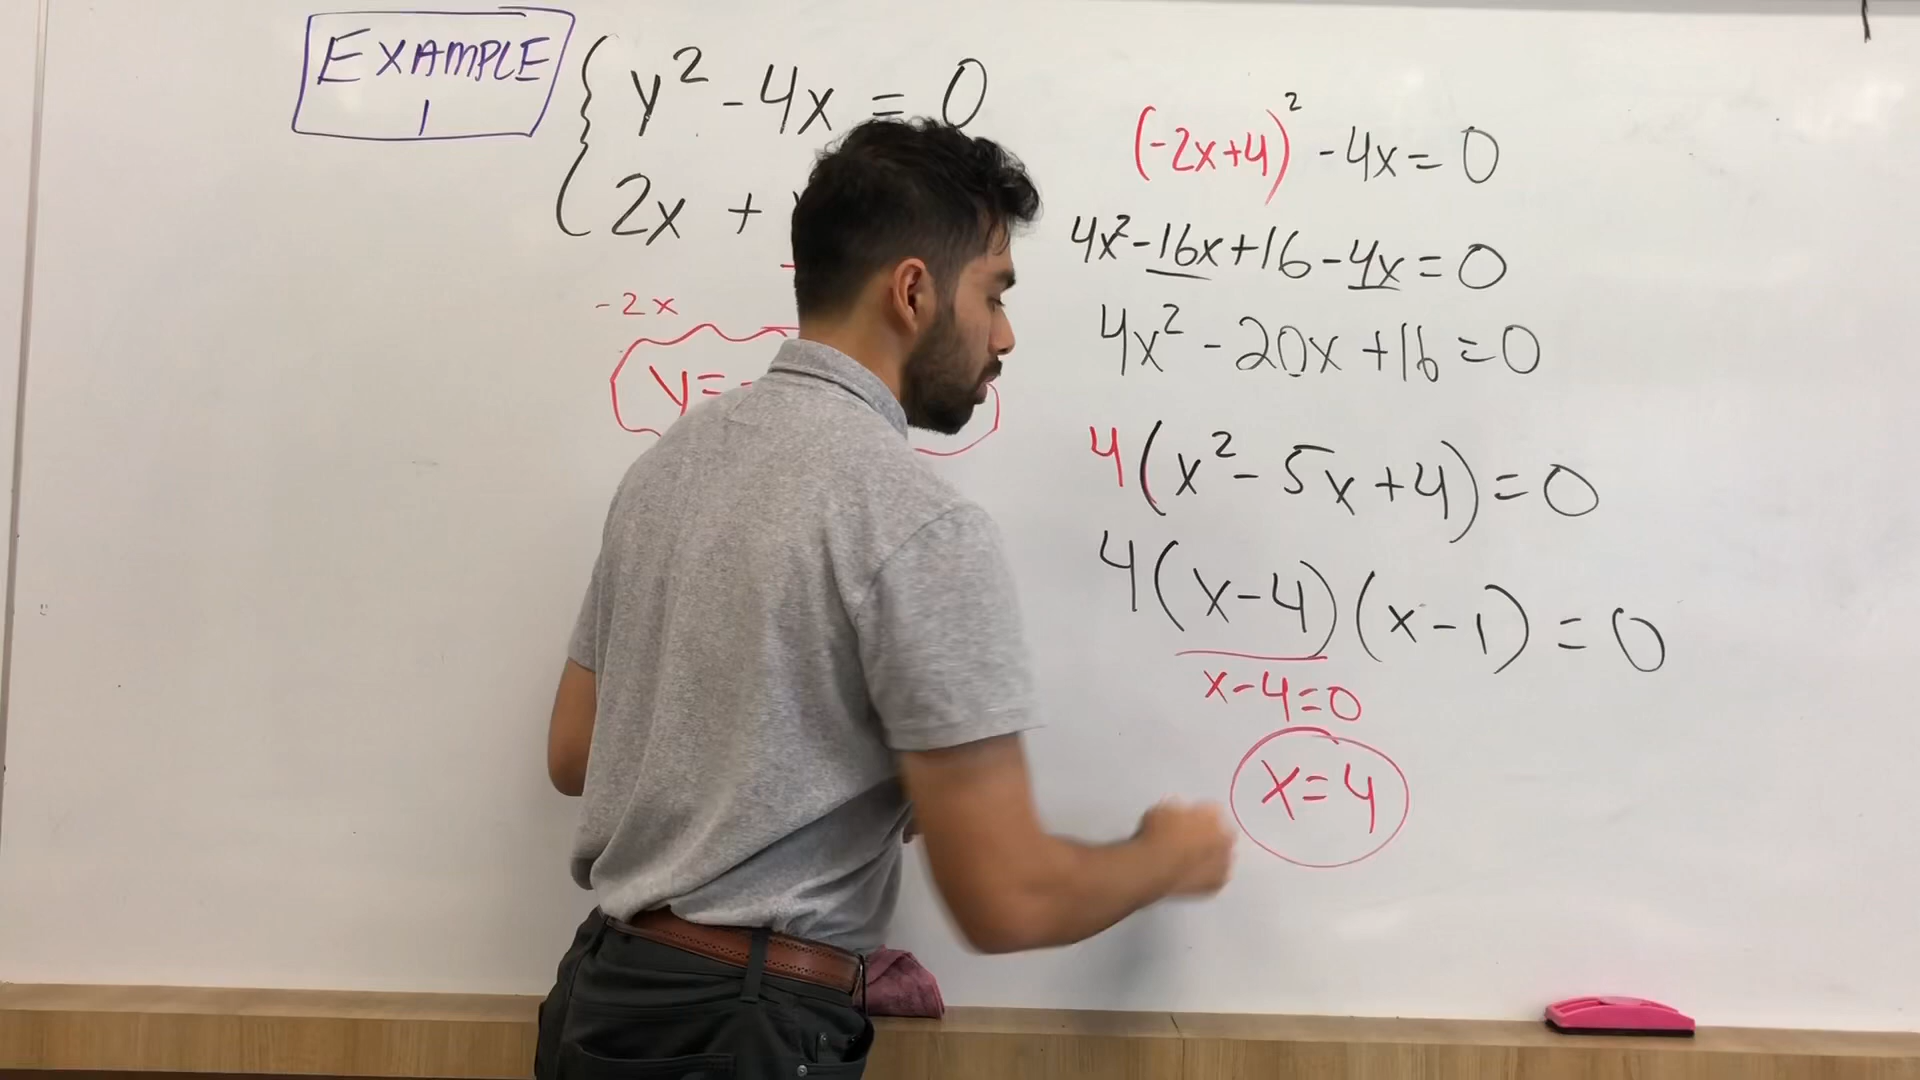 EXAMPLE
1
y² - 4x = 0
2x +
-2x
y = -
(-2x+4)² - 4x = 0
4x² - 16x + 16 - 4x = 0
4x² - 20x + 16 = 0
4(x² - 5x + 4) = 0
4(x - 4)(x - 1) = 0
x - 4 = 0
x = 4